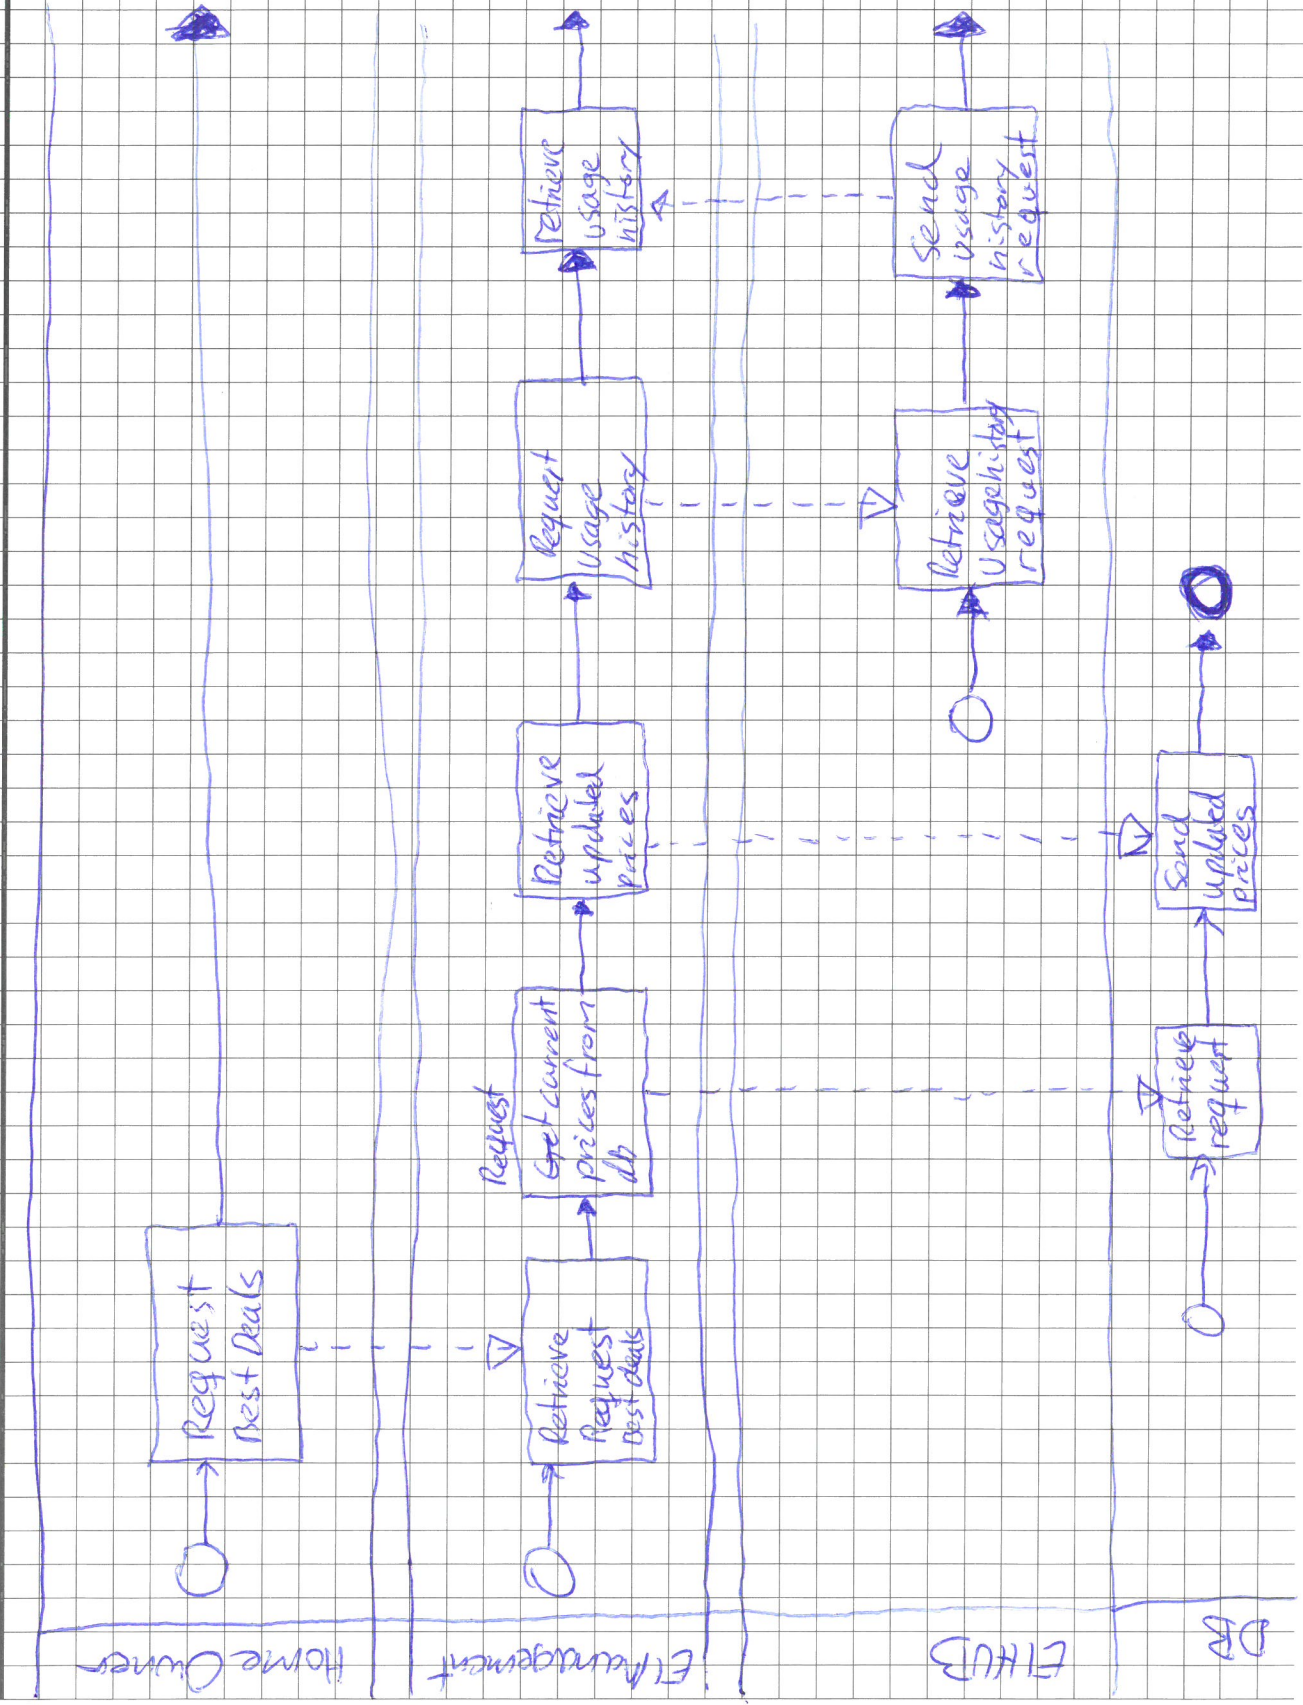 Home Owner
Request
Best Deals
ElManagement
Retrieve
Request
Best deals
Request
Get current
prices from
db
Retrieve
updated
prices
Request
Usage
history
retrieve
usage
history
ElHUB
Retrieve
Usagehistory
request
Send
usage
history
request
DB
Retrieve
request
Send
updated
prices